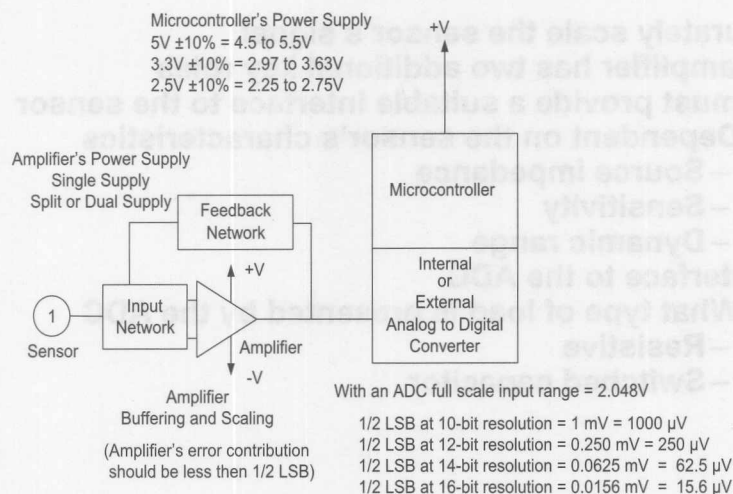 Microcontroller's Power Supply
5V ±10% = 4.5 to 5.5V
3.3V ±10% = 2.97 to 3.63V
2.5V ±10% = 2.25 to 2.75V
+V
Amplifier's Power Supply
Single Supply
Split or Dual Supply
Feedback
Network
Microcontroller
Internal
or
External
Analog to Digital
Converter
+V
1
Input
Network
Sensor
Amplifier
-V
Amplifier
Buffering and Scaling
(Amplifier's error contribution
should be less then 1/2 LSB)
With an ADC full scale input range = 2.048V
1/2 LSB at 10-bit resolution = 1 mV = 1000 µV
1/2 LSB at 12-bit resolution = 0.250 mV = 250 µV
1/2 LSB at 14-bit resolution = 0.0625 mV = 62.5 µV
1/2 LSB at 16-bit resolution = 0.0156 mV = 15.6 µV